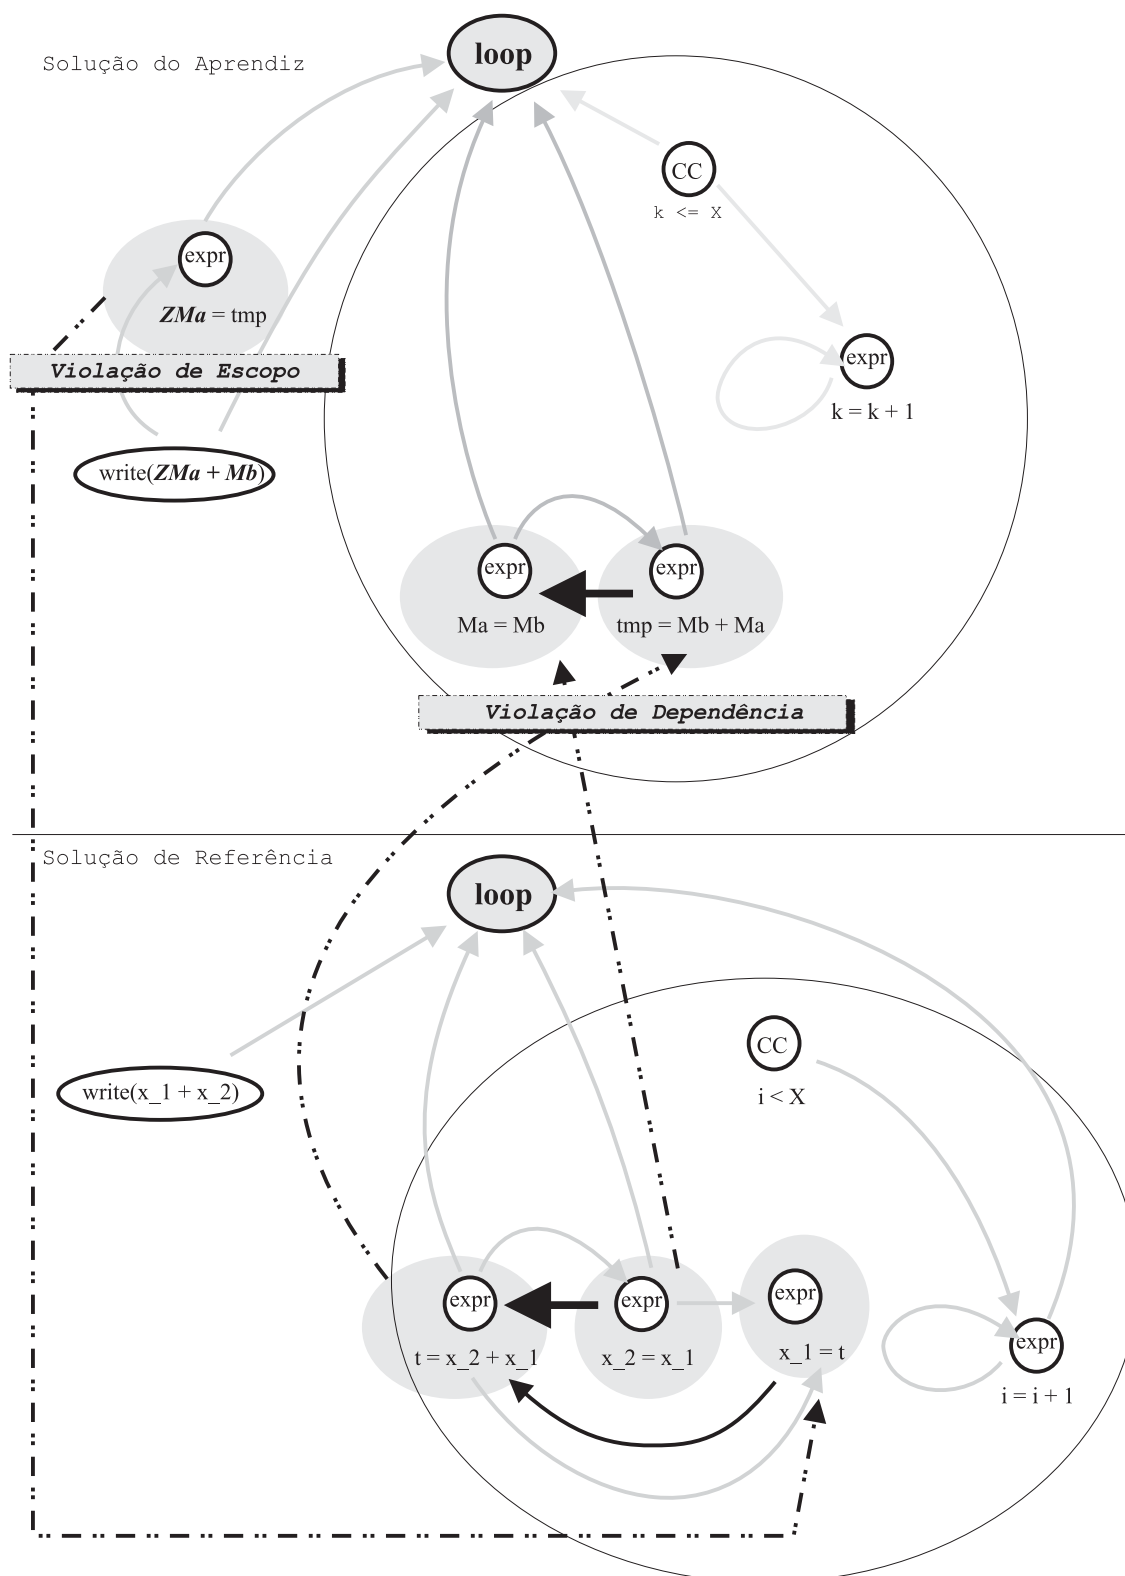 Solução do Aprendiz
loop
CC
k <= X
expr
ZMa = tmp
Violação de Escopo
expr
k = k + 1
write(ZMa + Mb)
expr
expr
Ma = Mb
tmp = Mb + Ma
Violação de Dependência
Solução de Referência
loop
CC
i < X
write(x_1 + x_2)
expr
expr
expr
t = x_2 + x_1
x_2 = x_1
x_1 = t
expr
i = i + 1